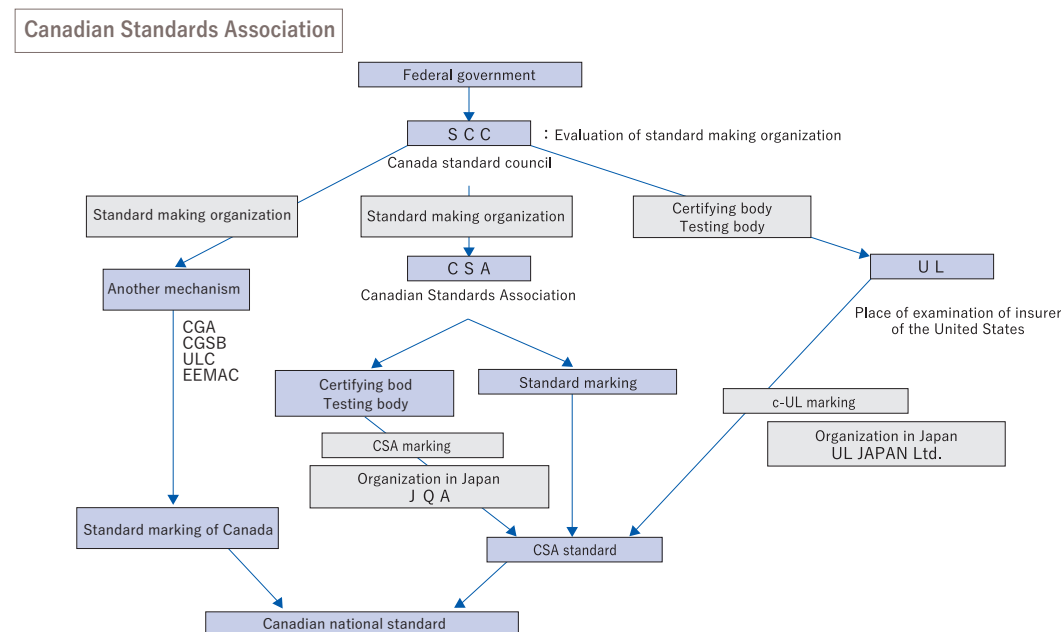 Canadian Standards Association
Federal government
S C C
: Evaluation of standard making organization
Canada standard council
Standard making organization
Standard making organization
Certifying body
Testing body
Another mechanism
C S A
U L
Canadian Standards Association
Place of examination of insurer
of the United States
CGA
CGSB
ULC
EEMAC
Certifying bod
Testing body
Standard marking
c-UL marking
CSA marking
Organization in Japan
UL JAPAN Ltd.
Organization in Japan
J Q A
Standard marking of Canada
CSA standard
Canadian national standard